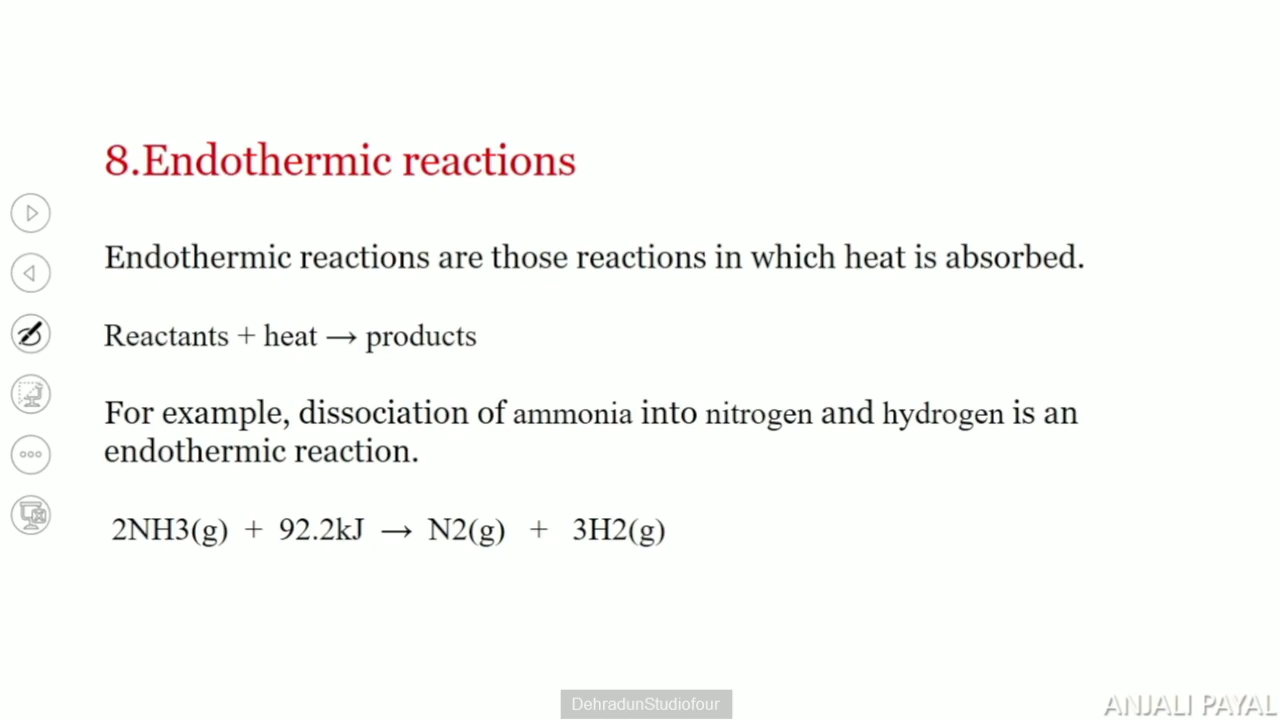 8.Endothermic reactions
Endothermic reactions are those reactions in which heat is absorbed.
Reactants + heat → products
For example, dissociation of ammonia into nitrogen and hydrogen is an
endothermic reaction.
2NH3(g) + 92.2kJ → N2(g) + 3H2(g)
DehradunStudiofour
ANJALI PAYAL